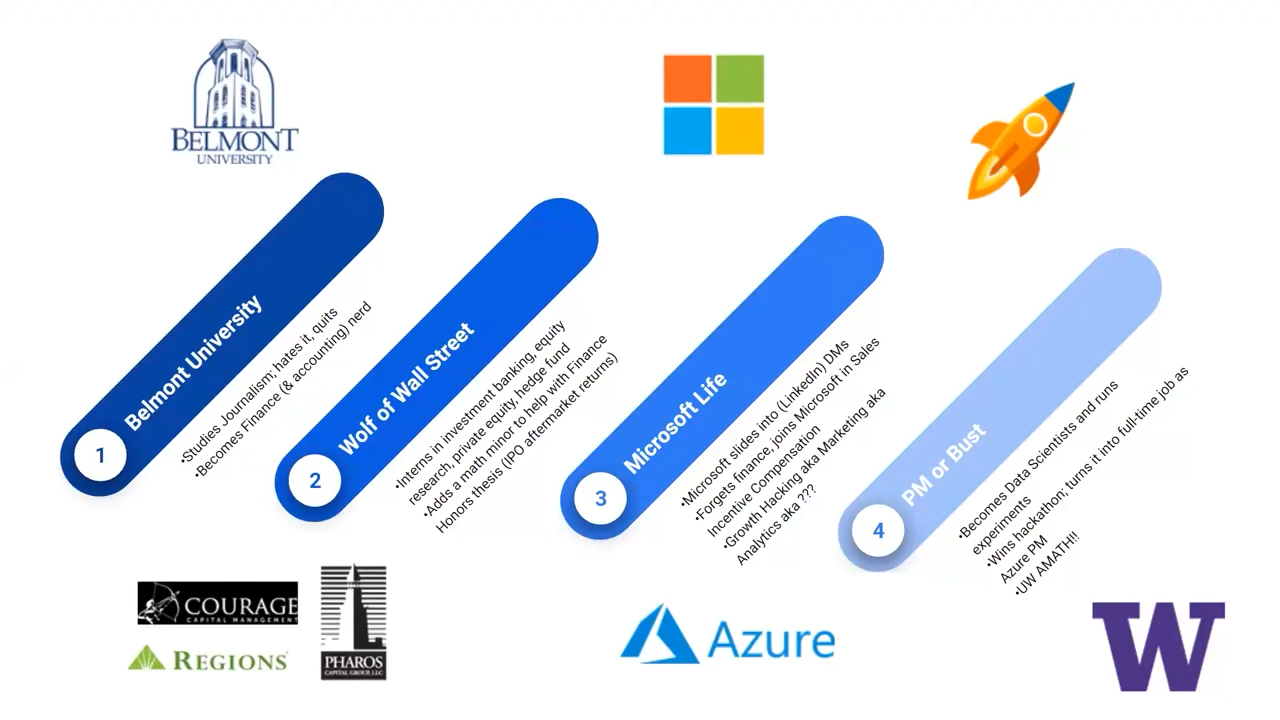 BELMONT
UNIVERSITY
1
Belmont University
•Studies Journalism; hates it, quits
•Becomes Finance (& accounting) nerd
2
Wolf of Wall Street
•Interns in investment banking, equity
research, private equity, hedge fund
•Adds a math minor to help with Finance
Honors thesis (IPO aftermarket returns)
3
Microsoft Life
•Microsoft slides into (LinkedIn) DMs
•Forgets finance, joins Microsoft in Sales
Incentive Compensation
•Growth Hacking aka Marketing aka
Analytics aka ???
4
PM or Bust
•Becomes Data Scientists and runs
experiments
•Wins hackathon; turns it into full-time job as
Azure PM
•UW AMATH!!
COURAGE
CAPITAL MANAGEMENT
REGIONS
PHAROS
CAPITAL GROUP, LLC
Azure
W